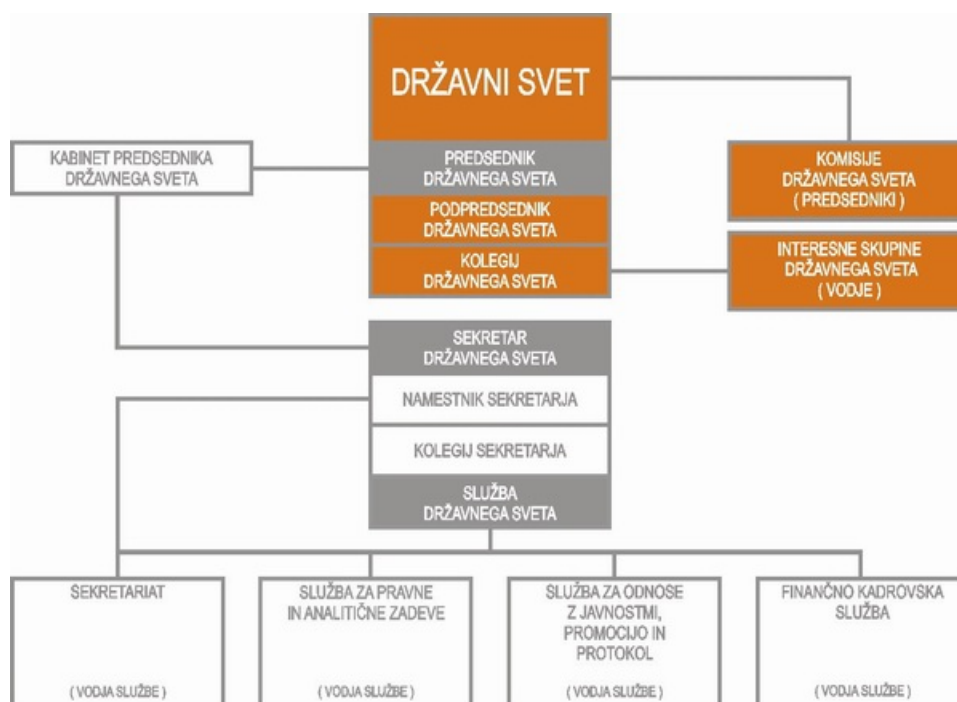 DRŽAVNI SVET
KABINET PREDSEDNIKA
DRŽAVNEGA SVETA
PREDSEDNIK
DRŽAVNEGA SVETA
KOMISIJE
DRŽAVNEGA SVETA
( PREDSEDNIKI )
PODPREDSEDNIK
DRŽAVNEGA SVETA
KOLEGIJ
DRŽAVNEGA SVETA
INTERESNE SKUPINE
DRŽAVNEGA SVETA
( VODJE )
SEKRETAR
DRŽAVNEGA SVETA
NAMESTNIK SEKRETARJA
KOLEGIJ SEKRETARJA
SLUŽBA
DRŽAVNEGA SVETA
SEKRETARIAT
( VODJA SLUŽBE )
SLUŽBA ZA PRAVNE
IN ANALITIČNE ZADEVE
( VODJA SLUŽBE )
SLUŽBA ZA ODNOSE
Z JAVNOSTMI,
PROMOCIJO IN
PROTOKOL
( VODJA SLUŽBE )
FINANČNO KADROVSKA
SLUŽBA
( VODJA SLUŽBE )